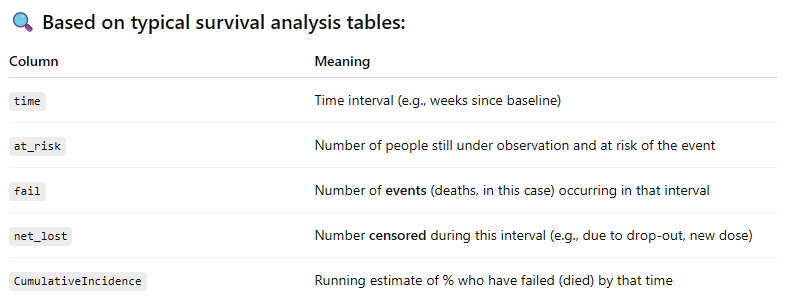 🔍 Based on typical survival analysis tables:
Column Meaning
time Time interval (e.g., weeks since baseline)
at_risk Number of people still under observation and at risk of the event
fail Number of events (deaths, in this case) occurring in that interval
net_lost Number censored during this interval (e.g., due to drop-out, new dose)
CumulativeIncidence Running estimate of % who have failed (died) by that time